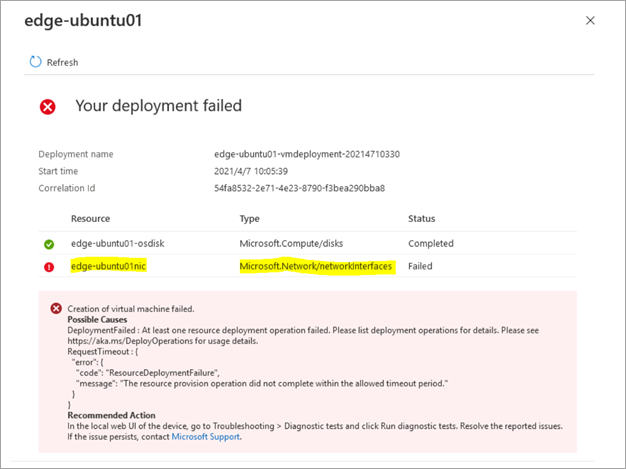 edge-ubuntu01
Refresh
Your deployment failed
Deployment name edge-ubuntu01-vmdeployment-20214710330
Start time 2021/4/7 10:05:39
Correlation Id 54fa8532-2e71-4e23-8790-f3bea290bba8
Resource Type Status
edge-ubuntu01-osdisk Microsoft.Compute/disks Completed
edge-ubuntu01nic Microsoft.Network/networkInterfaces Failed
Creation of virtual machine failed.
Possible Causes
DeploymentFailed : At least one resource deployment operation failed. Please list deployment operations for details. Please see
https://aka.ms/DeployOperations for usage details.
RequestTimeout : {
"error": {
"code": "ResourceDeploymentFailure",
"message": "The resource provision operation did not complete within the allowed timeout period."
}
}
Recommended Action
In the local web UI of the device, go to Troubleshooting > Diagnostic tests and click Run diagnostic tests. Resolve the reported issues.
If the issue persists, contact Microsoft Support.